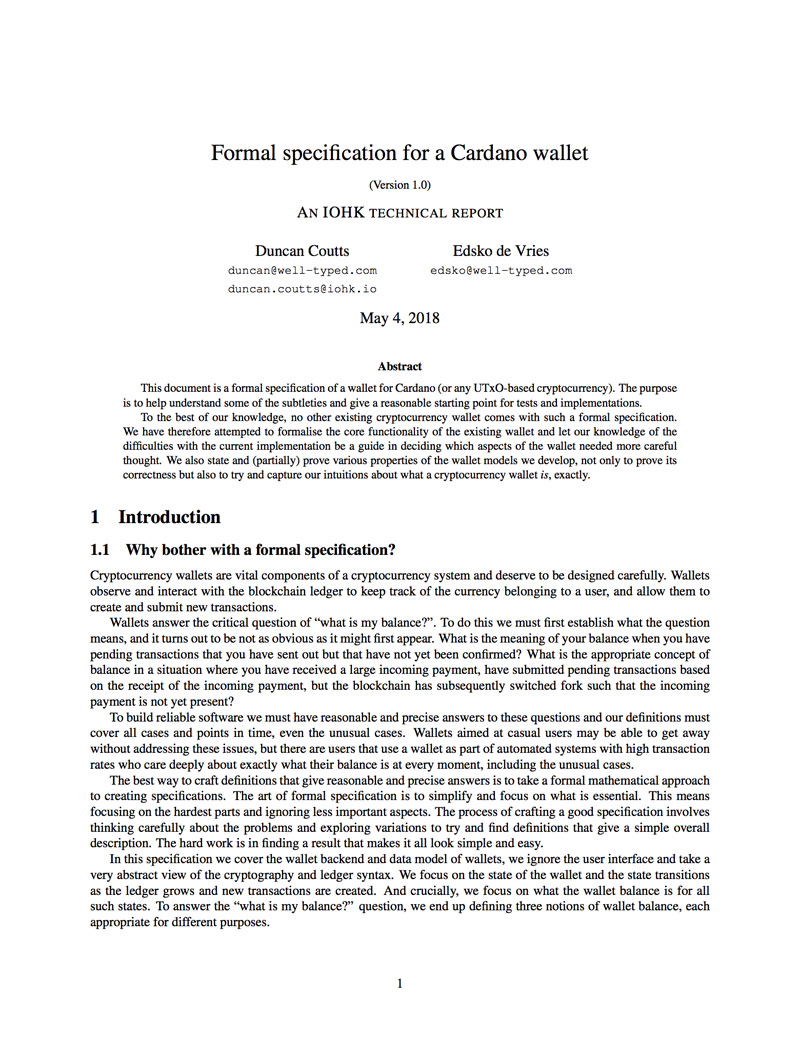 Formal specification for a Cardano wallet
(Version 1.0)
AN IOHK TECHNICAL REPORT
Duncan Coutts
duncan@well-typed.com
duncan.coutts@iohk.io
Edsko de Vries
edsko@well-typed.com
May 4, 2018
Abstract
This document is a formal specification of a wallet for Cardano (or any UTxO-based cryptocurrency). The purpose
is to help understand some of the subtleties and give a reasonable starting point for tests and implementations.
To the best of our knowledge, no other existing cryptocurrency wallet comes with such a formal specification.
We have therefore attempted to formalise the core functionality of the existing wallet and let our knowledge of the
difficulties with the current implementation be a guide in deciding which aspects of the wallet needed more careful
thought. We also state and (partially) prove various properties of the wallet models we develop, not only to prove its
correctness but also to try and capture our intuitions about what a cryptocurrency wallet is, exactly.
1 Introduction
1.1 Why bother with a formal specification?
Cryptocurrency wallets are vital components of a cryptocurrency system and deserve to be designed carefully. Wallets
observe and interact with the blockchain ledger to keep track of the currency belonging to a user, and allow them to
create and submit new transactions.
Wallets answer the critical question of “what is my balance?”. To do this we must first establish what the question
means, and it turns out to be not as obvious as it might first appear. What is the meaning of your balance when you have
pending transactions that you have sent out but that have not yet been confirmed? What is the appropriate concept of
balance in a situation where you have received a large incoming payment, have submitted pending transactions based
on the receipt of the incoming payment, but the blockchain has subsequently switched fork such that the incoming
payment is not yet present?
To build reliable software we must have reasonable and precise answers to these questions and our definitions must
cover all cases and points in time, even the unusual cases. Wallets aimed at casual users may be able to get away
without addressing these issues, but there are users that use a wallet as part of automated systems with high transaction
rates who care deeply about exactly what their balance is at every moment, including the unusual cases.
The best way to craft definitions that give reasonable and precise answers is to take a formal mathematical approach
to creating specifications. The art of formal specification is to simplify and focus on what is essential. This means
focusing on the hardest parts and ignoring less important aspects. The process of crafting a good specification involves
thinking carefully about the problems and exploring variations to try and find definitions that give a simple overall
description. The hard work is in finding a result that makes it all look simple and easy.
In this specification we cover the wallet backend and data model of wallets, we ignore the user interface and take a
very abstract view of the cryptography and ledger syntax. We focus on the state of the wallet and the state transitions
as the ledger grows and new transactions are created. And crucially, we focus on what the wallet balance is for all
such states. To answer the “what is my balance?” question, we end up defining three notions of wallet balance, each
appropriate for different purposes.
1